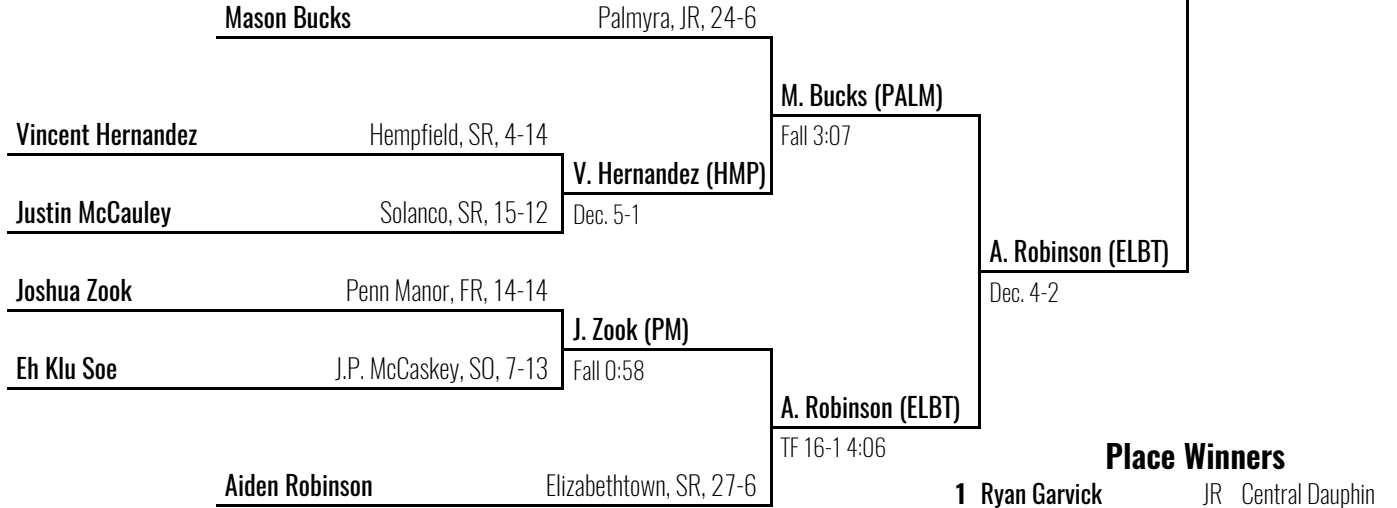 Mason Bucks Palmyra, JR, 24-6
M. Bucks (PALM)
Vincent Hernandez Hempfield, SR, 4-14
Fall 3:07
V. Hernandez (HMP)
Justin McCauley Solanco, SR, 15-12
Dec. 5-1
A. Robinson (ELBT)
Joshua Zook Penn Manor, FR, 14-14
Dec. 4-2
J. Zook (PM)
Eh Klu Soe J.P. McCaskey, SO, 7-13
Fall 0:58
A. Robinson (ELBT)
TF 16-1 4:06
Place Winners
Aiden Robinson Elizabethtown, SR, 27-6
1 Ryan Garvick JR Central Dauphin